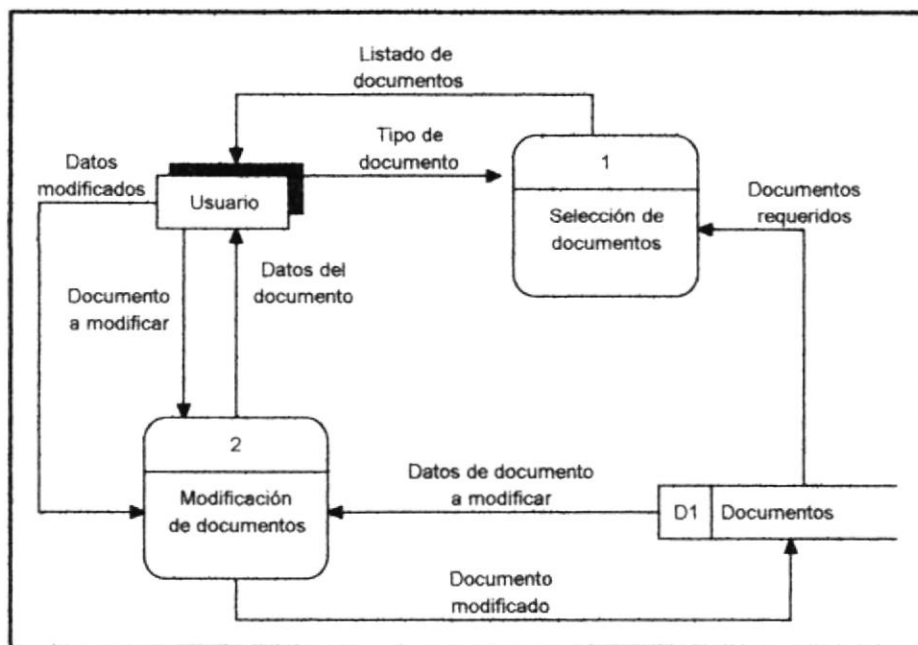 Listado de
documentos
Tipo de
documento
1
Selección de
documentos
Documentos
requeridos
Datos
modificados
Usuario
Documento
a modificar
Datos del
documento
2
Modificación
de documentos
Datos de documento
a modificar
D1
Documentos
Documento
modificado